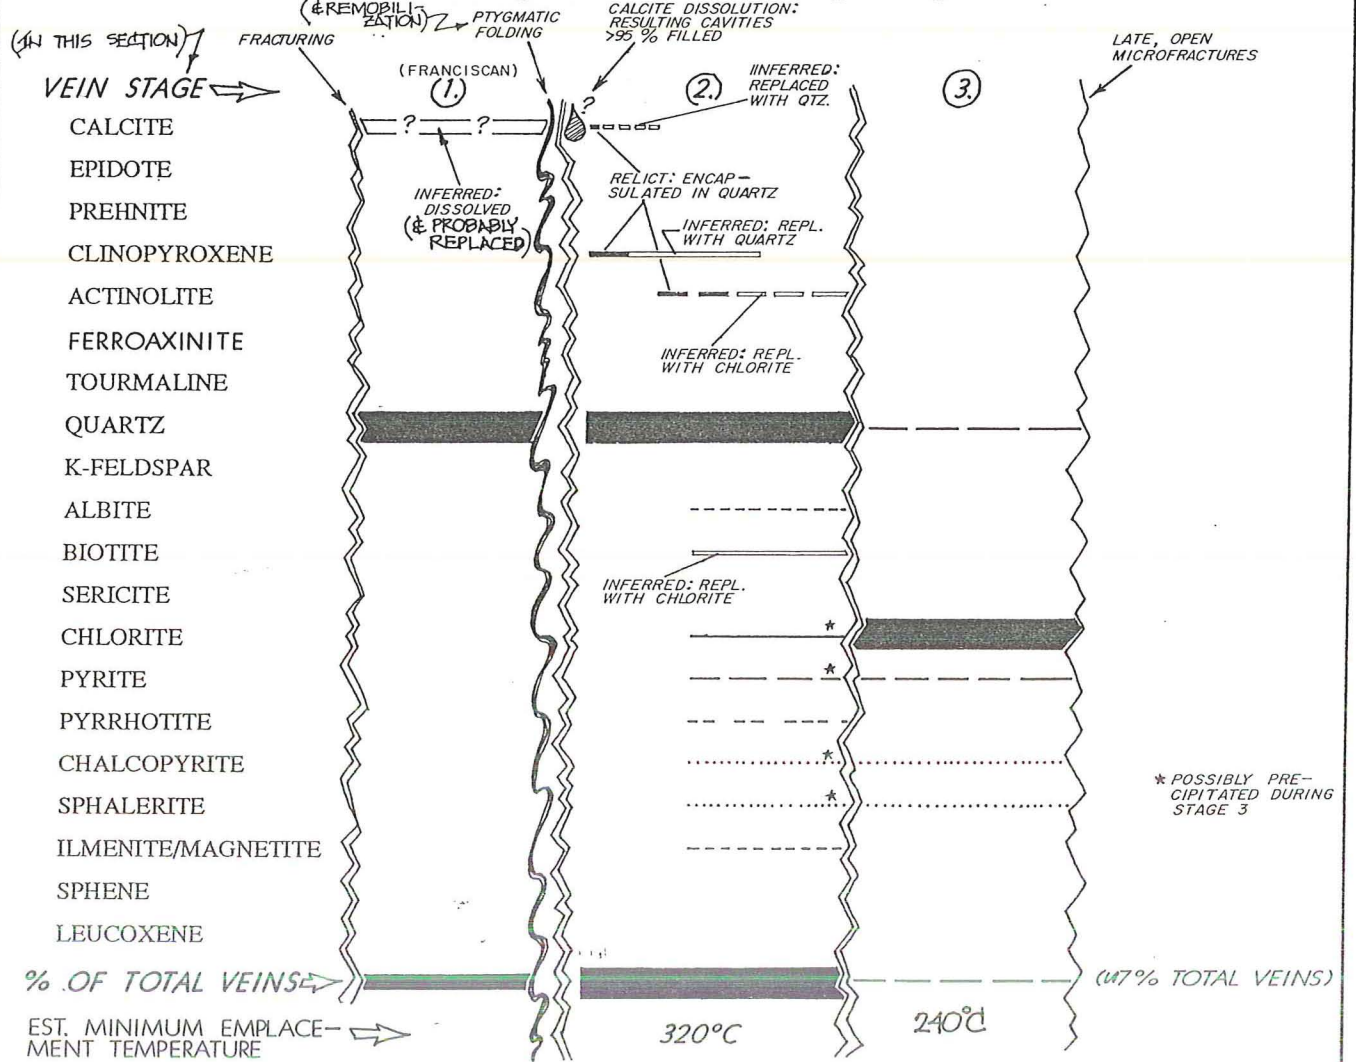 (& REMOBILI-
ZATION)
PTYGMATIC
FOLDING
CALCITE DISSOLUTION:
RESULTING CAVITIES
>95 % FILLED
(IN THIS SECTION)
FRACTURING
LATE, OPEN
MICROFRACTURES
VEIN STAGE
(FRANCISCAN)
1.
2.
INFERRED:
REPLACED
WITH QTZ.
3.
CALCITE
? ?
?
EPIDOTE
INFERRED:
DISSOLVED
(& PROBABLY
REPLACED)
RELICT: ENCAP-
SULATED IN QUARTZ
PREHNITE
INFERRED: REPL.
WITH QUARTZ
CLINOPYROXENE
ACTINOLITE
FERROAXINITE
INFERRED: REPL.
WITH CHLORITE
TOURMALINE
QUARTZ
K-FELDSPAR
ALBITE
BIOTITE
INFERRED: REPL.
WITH CHLORITE
SERICITE
CHLORITE *
PYRITE *
PYRRHOTITE
CHALCOPYRITE *
SPHALERITE *
* POSSIBLY PRE-
CIPITATED DURING
STAGE 3
ILMENITE/MAGNETITE
SPHENE
LEUCOXENE
% OF TOTAL VEINS
% TOTAL VEINS)
EST. MINIMUM EMPLACE-
MENT TEMPERATURE
320°C
240°C